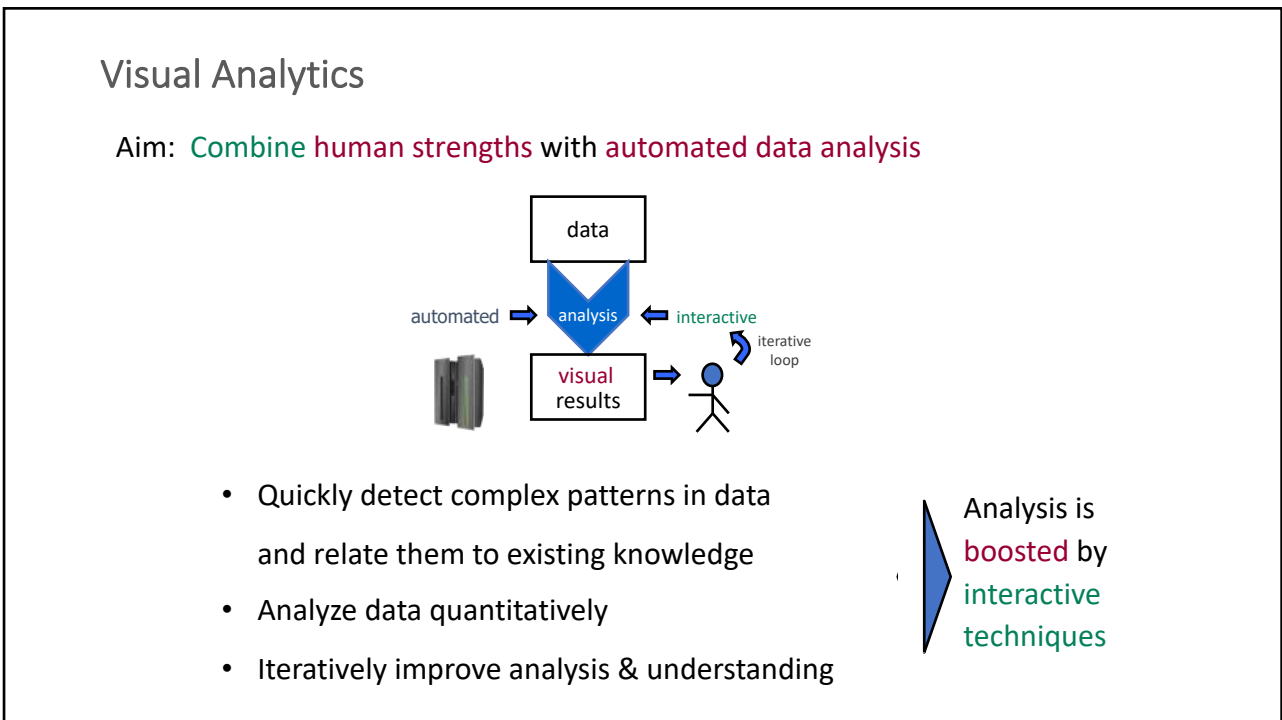 Visual Analytics
Aim: Combine human strengths with automated data analysis
data
automated
analysis
interactive
iterative
loop
visual
results
• Quickly detect complex patterns in data
and relate them to existing knowledge
• Analyze data quantitatively
• Iteratively improve analysis & understanding
Analysis is
boosted by
interactive
techniques